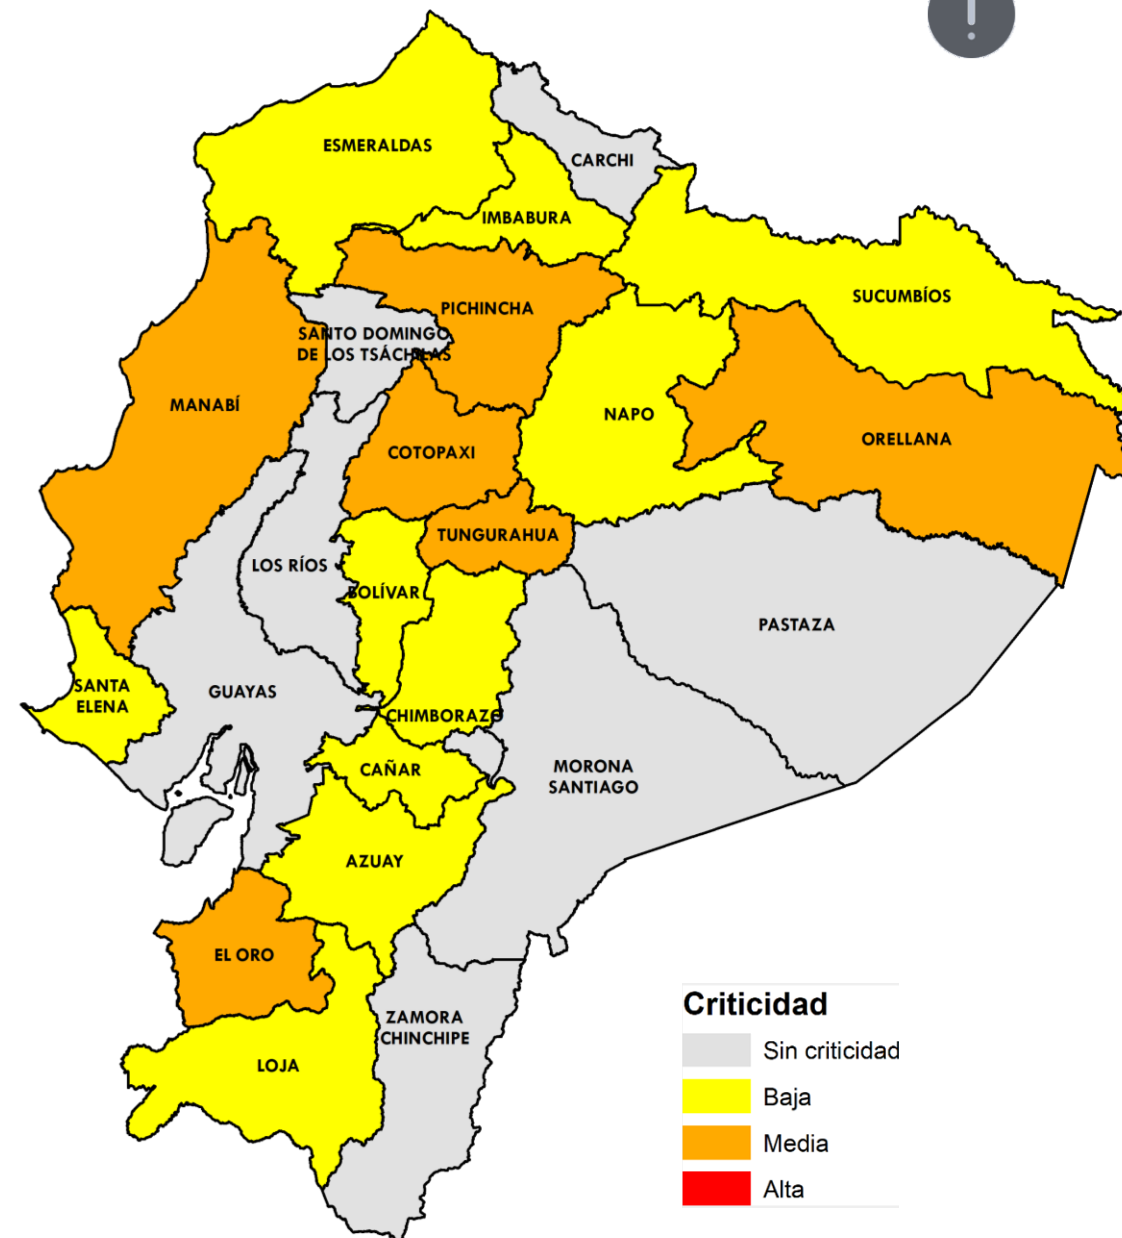 !
ESMERALDAS
CARCHI
IMBABURA
SUCUMBÍOS
PICHINCHA
SANTO DOMINGO
DE LOS TSÁCHILAS
MANABÍ
NAPO
ORELLANA
COTOPAXI
TUNGURAHUA
LOS RÍOS
BOLÍVAR
PASTAZA
SANTA
ELENA
GUAYAS
CHIMBORAZO
CAÑAR
MORONA
SANTIAGO
AZUAY
EL ORO
ZAMORA
CHINCHIPE
LOJA
Criticidad
Sin criticidad
Baja
Media
Alta